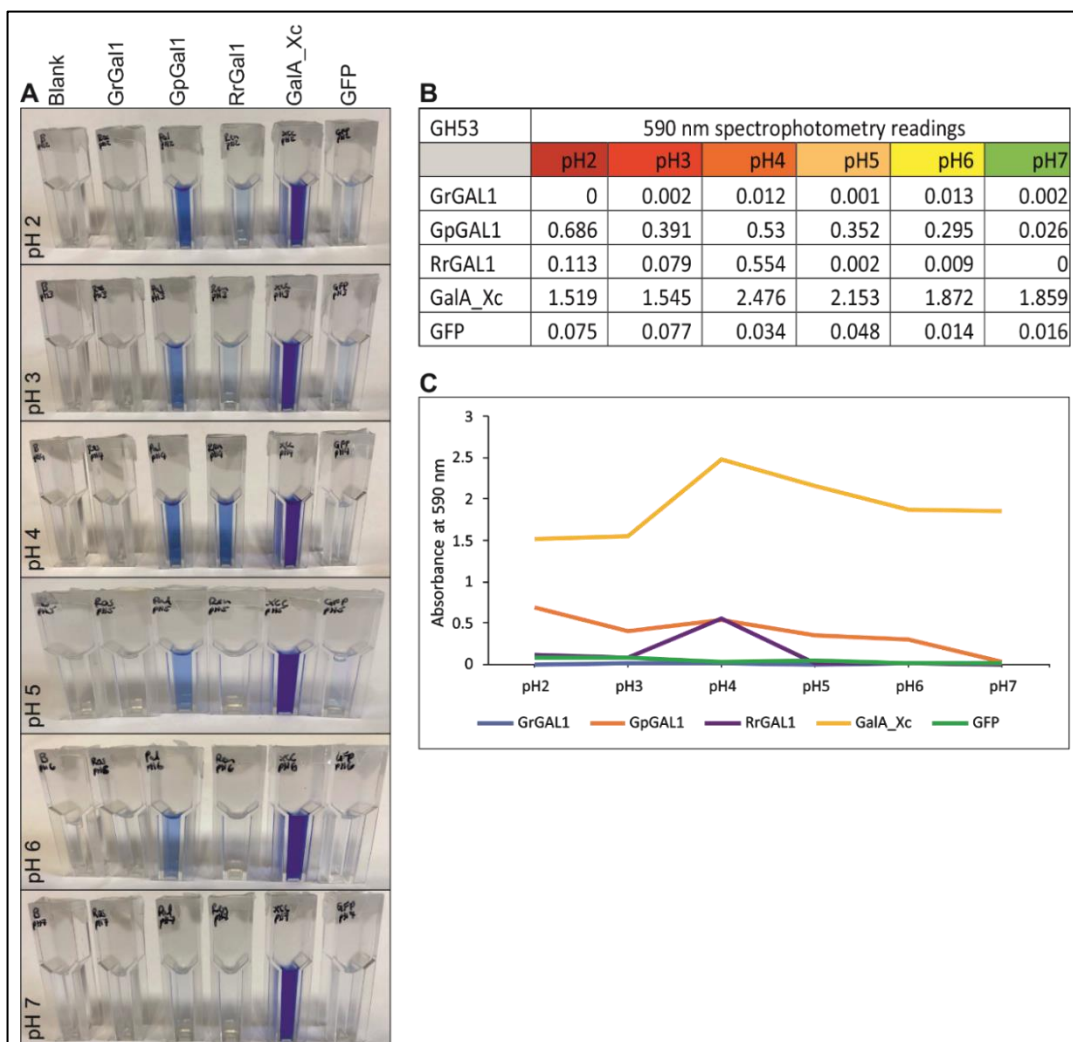 Blank
GrGal1
GpGal1
RrGal1
GalA_Xc
GFP
A
pH 2
pH 3
pH 4
pH 5
pH 6
pH 7
B
GH53 590 nm spectrophotometry readings
pH2 pH3 pH4 pH5 pH6 pH7
GrGAL1 0 0.002 0.012 0.001 0.013 0.002
GpGAL1 0.686 0.391 0.53 0.352 0.295 0.026
RrGAL1 0.113 0.079 0.554 0.002 0.009 0
GalA_Xc 1.519 1.545 2.476 2.153 1.872 1.859
GFP 0.075 0.077 0.034 0.048 0.014 0.016
C
Absorbance at 590 nm
3
2.5
2
1.5
1
0.5
0
pH2 pH3 pH4 pH5 pH6 pH7
GrGAL1 GpGAL1 RrGAL1 GalA_Xc GFP